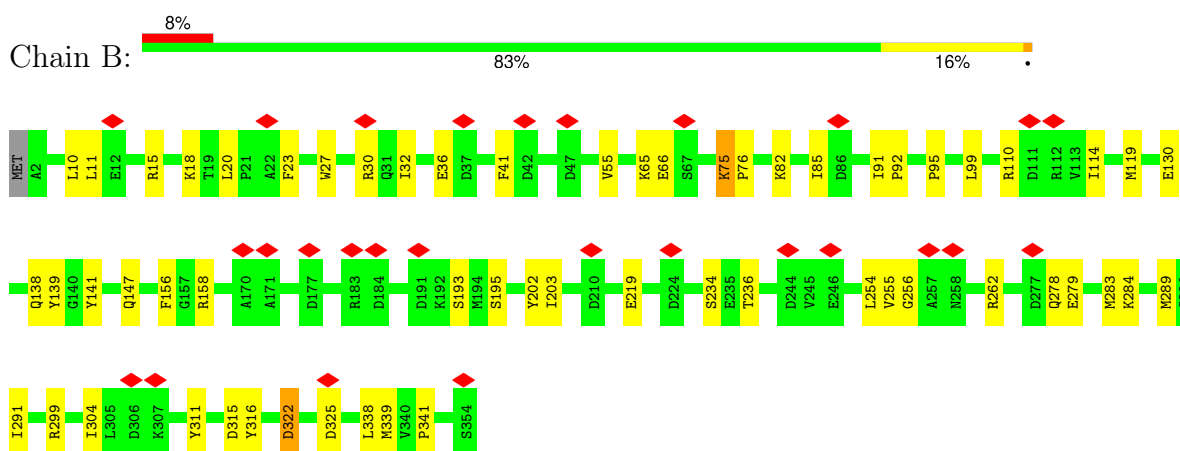 8%
Chain B:
83% 16% •
MET A2 L10 L11 E12 R15 K18 T19 L20 P21 A22 F23 W27 R30 Q31 I32 E36 D37 F41 D42 D47 V55 K65 E66 S67 K75 P76 K82 I85 D86 I91 P92 P95 L99 R110 D111 R112 V113 I114 M119 E130
Q138 Y139 G140 Y141 Q147 F156 G157 R158 A170 A171 D177 R183 D184 D191 K192 S193 M194 S195 Y202 I203 D210 E219 D224 S234 E235 T236 D244 V245 E246 L254 V255 G256 A257 N258 R262 D277 Q278 E279 M283 K284 M289
I291 R299 I304 L305 D306 K307 Y311 D315 Y316 D322 D325 L338 M339 V340 P341 S354